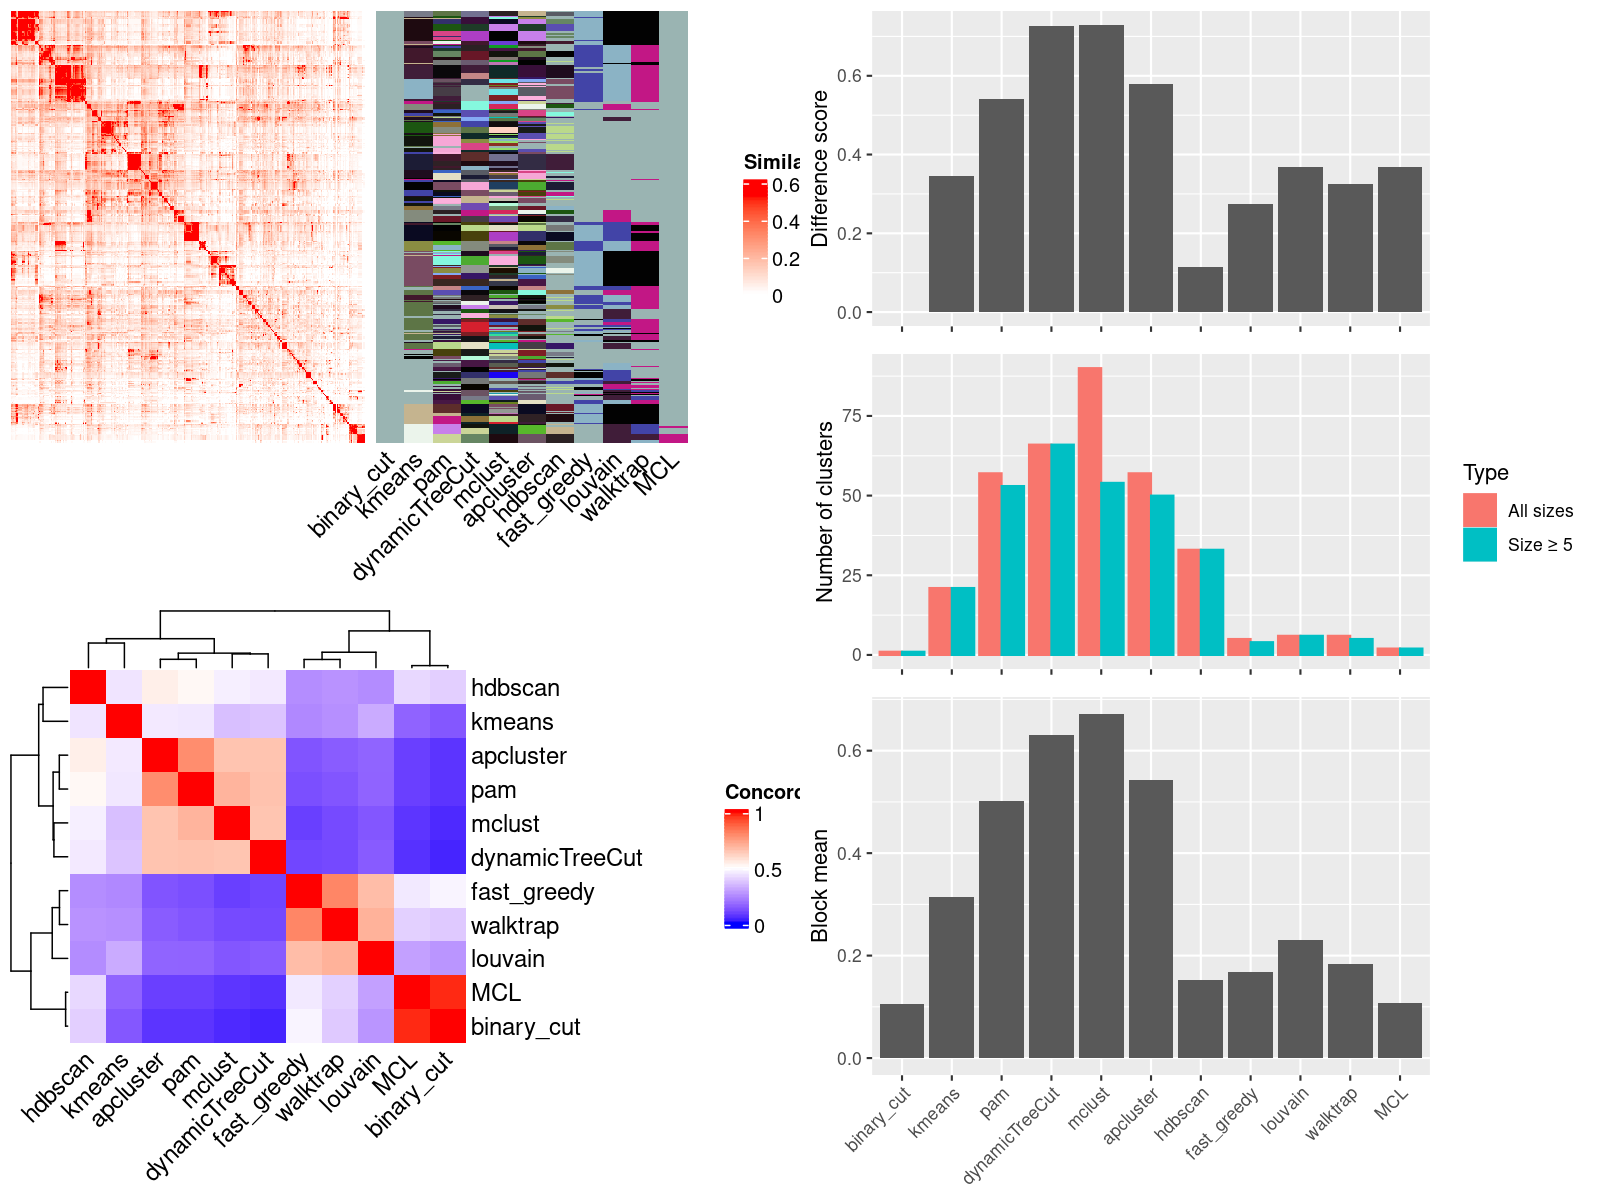 Simila
0.6
0.4
0.2
0
binary_cut
kmeans
pam
dynamicTreeCut
mclust
apcluster
hdbscan
fast_greedy
louvain
walktrap
MCL
hdbscan
kmeans
apcluster
pam
mclust
dynamicTreeCut
fast_greedy
walktrap
louvain
MCL
binary_cut
hdbscan
kmeans
apcluster
pam
mclust
dynamicTreeCut
fast_greedy
walktrap
louvain
MCL
binary_cut
Concord
1
0.5
0
Difference score
0.6
0.4
0.2
0.0
Number of clusters
75
50
25
0
Type
All sizes
Size ≥ 5
Block mean
0.6
0.4
0.2
0.0
binary_cut
kmeans
pam
dynamicTreeCut
mclust
apcluster
hdbscan
fast_greedy
louvain
walktrap
MCL